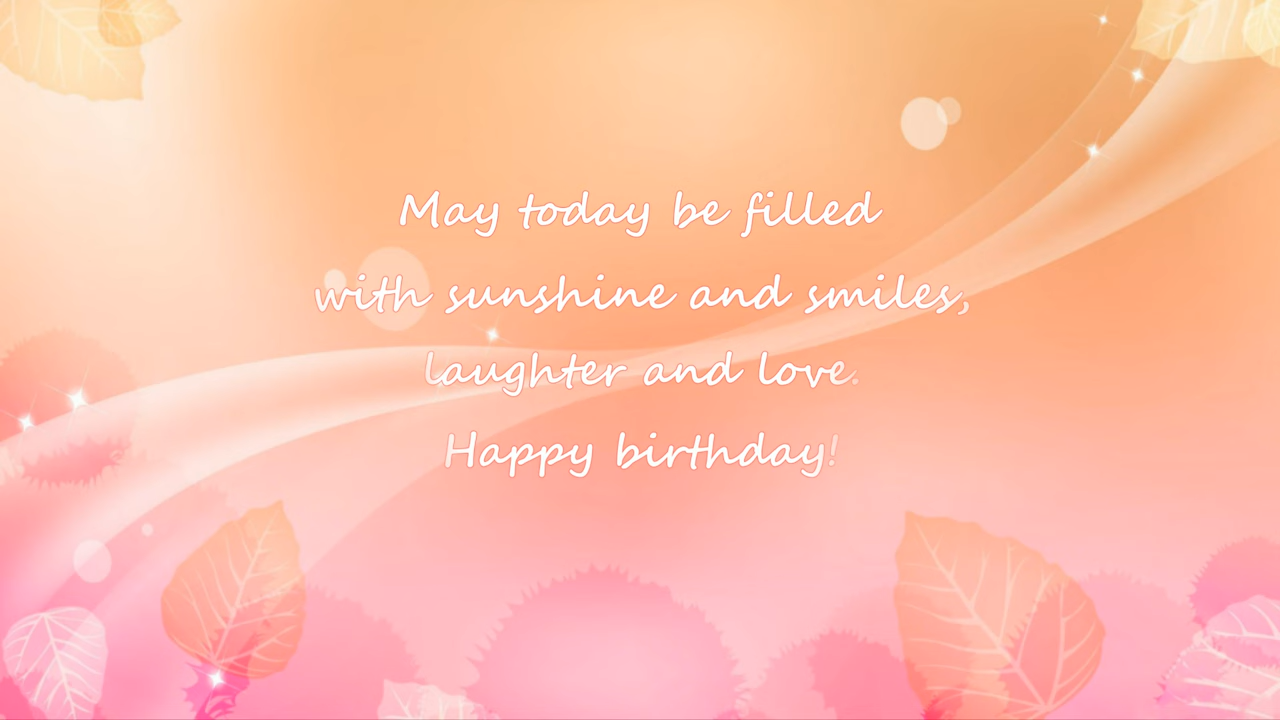 May today be filled
with sunshine and smiles,
laughter and love.
Happy birthday!